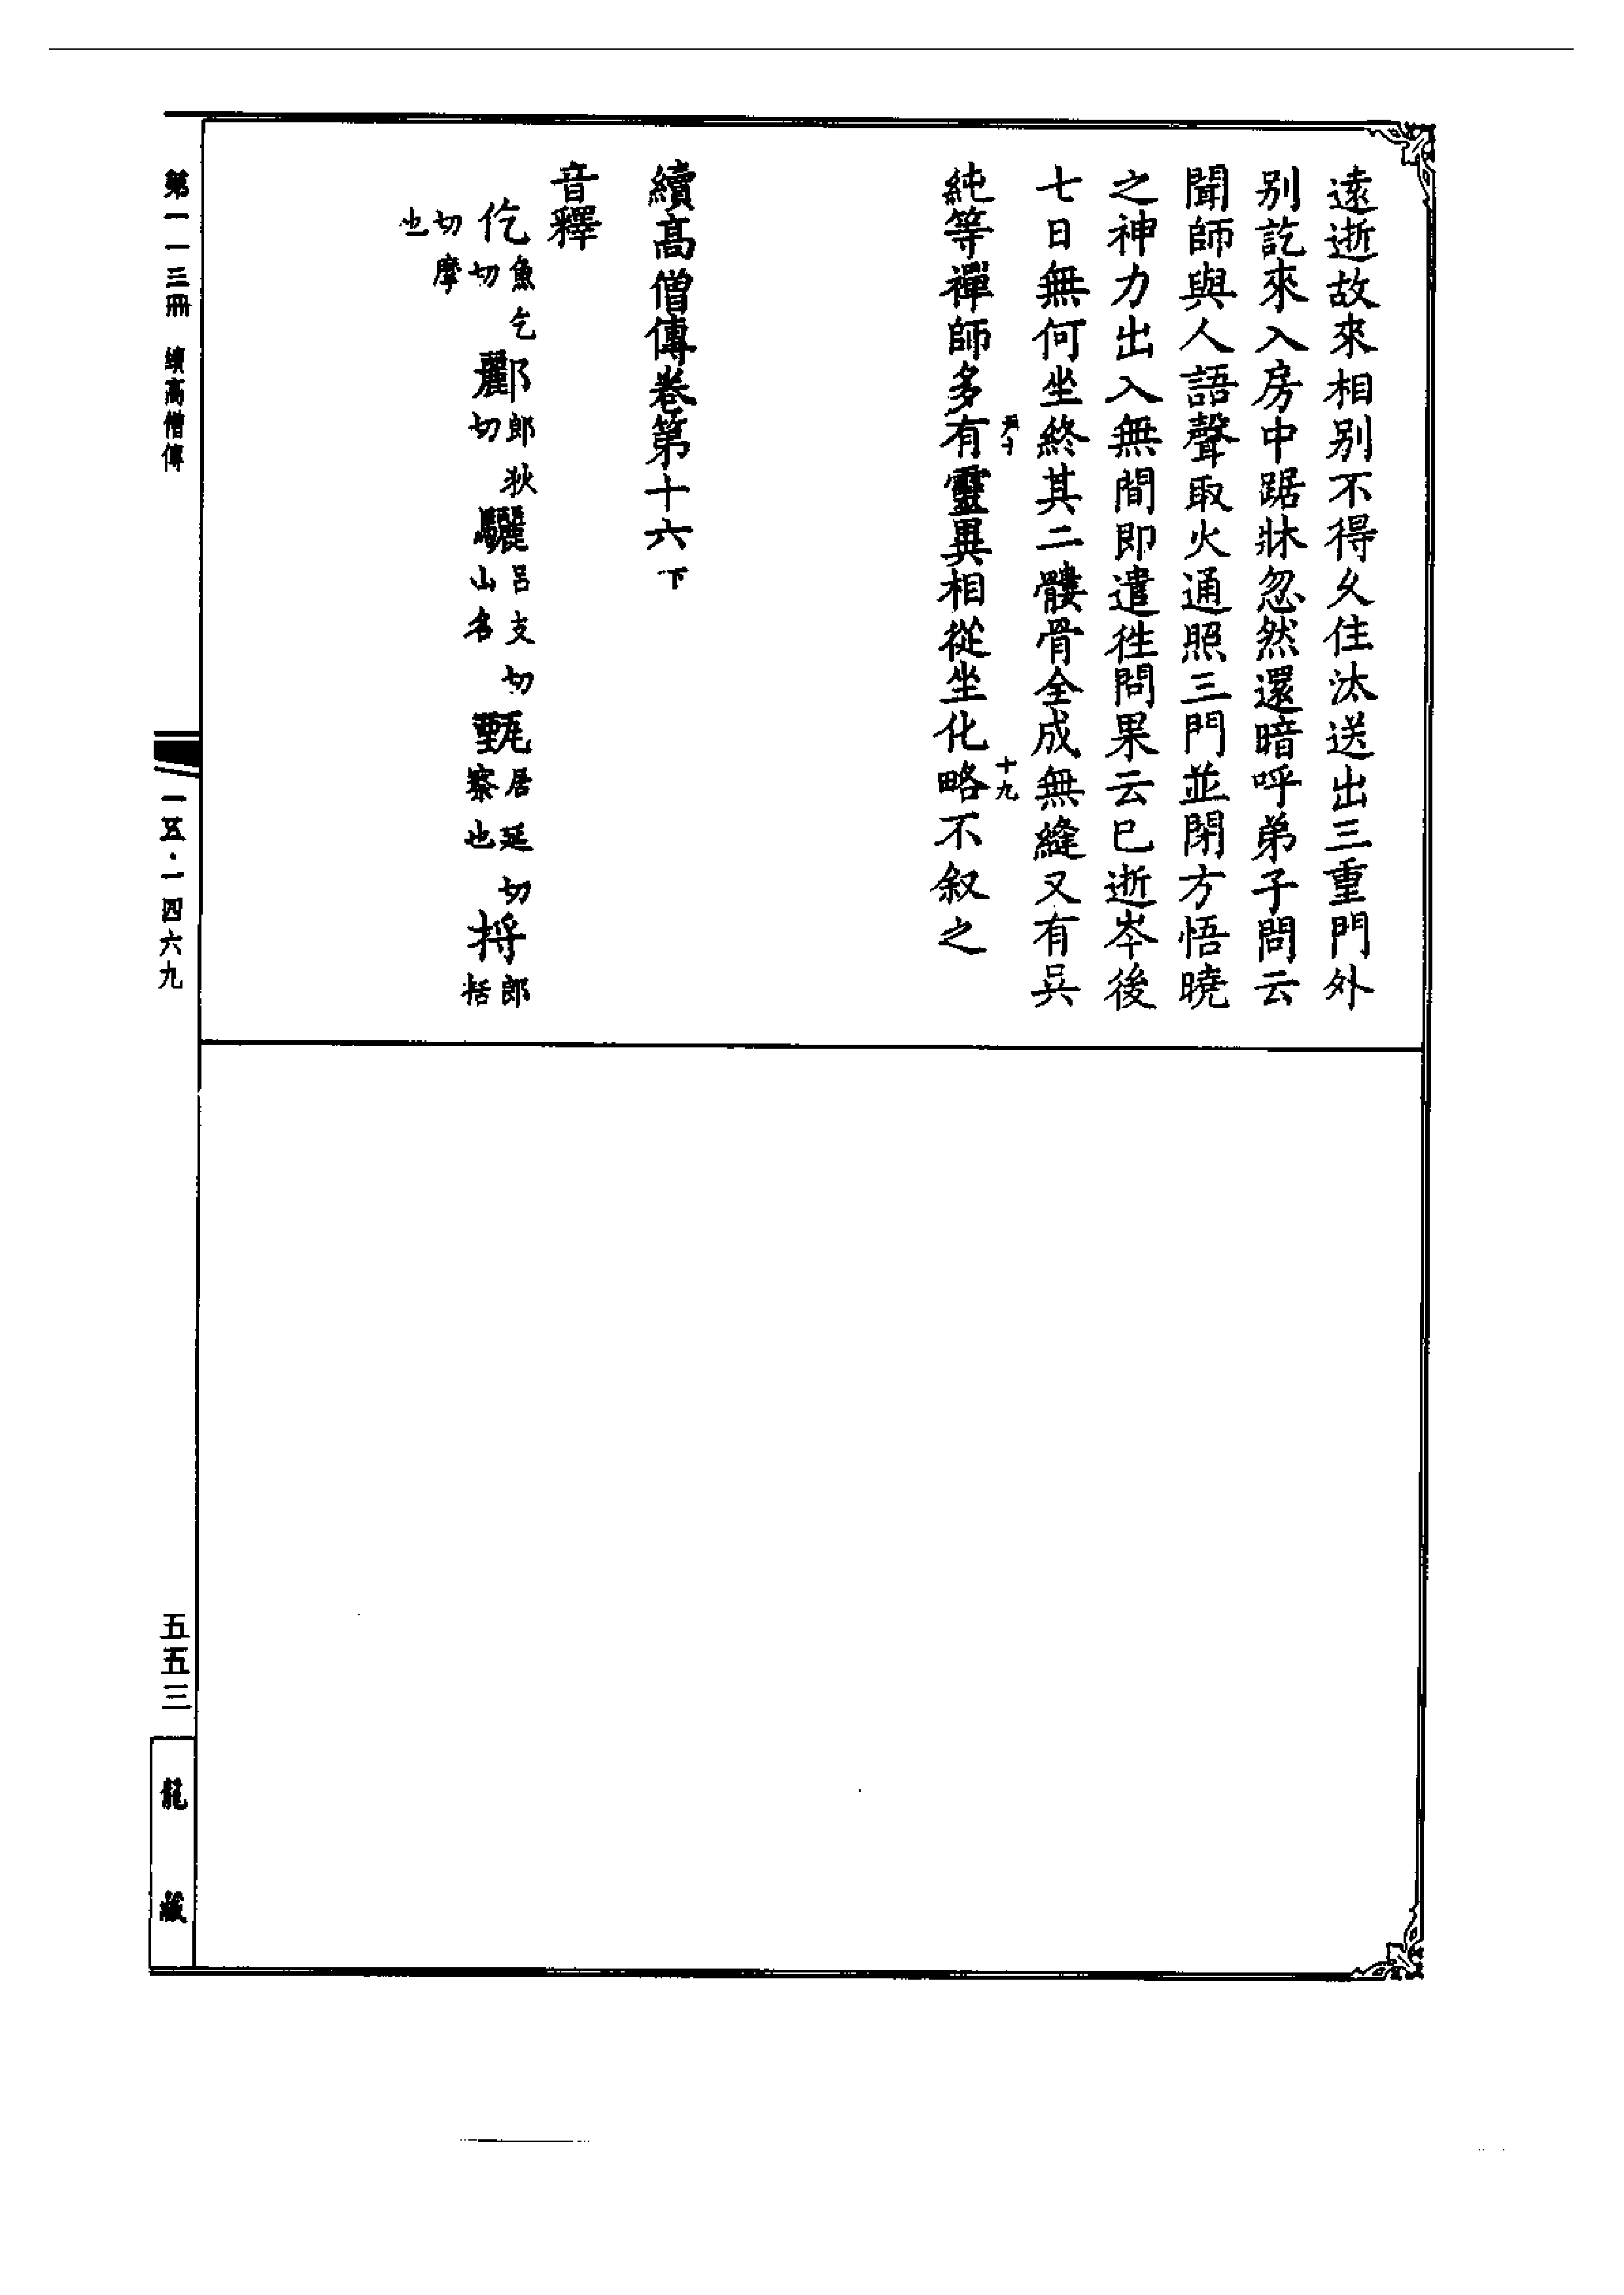 遠逝故來相別不得久住汰送出三重門外
別訖來入房中踞牀忽然還暗呼弟子問云
聞師與人語聲取火通照三門並閉方悟曉
之神力出入無間即遣往問果云已逝岑後
七日無何坐終其二髏骨全成無縫又有吳
十九
純等禪師多有靈異相從坐化略不叙之
續高僧傳卷第十六下
音釋
仡魚乞切 酈郎狄切 驪呂支切山名 甄居延切察也 捋郎括
切摩也
第一一三冊 續高僧傳
一五·一四六九
五五三
龍藏